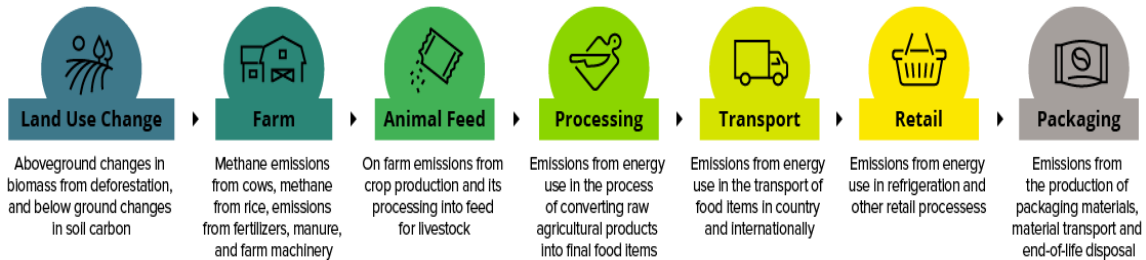 Land Use Change
Aboveground changes in
biomass from deforestation,
and below ground changes
in soil carbon
Farm
Methane emissions
from cows, methane
from rice, emissions
from fertilizers, manure,
and farm machinery
Animal Feed
On farm emissions from
crop production and its
processing into feed
for livestock
Processing
Emissions from energy
use in the process
of converting raw
agricultural products
into final food items
Transport
Emissions from energy
use in the transport of
food items in country
and internationally
Retail
Emissions from energy
use in refrigeration and
other retail processess
Packaging
Emissions from
the production of
packaging materials,
material transport and
end-of-life disposal